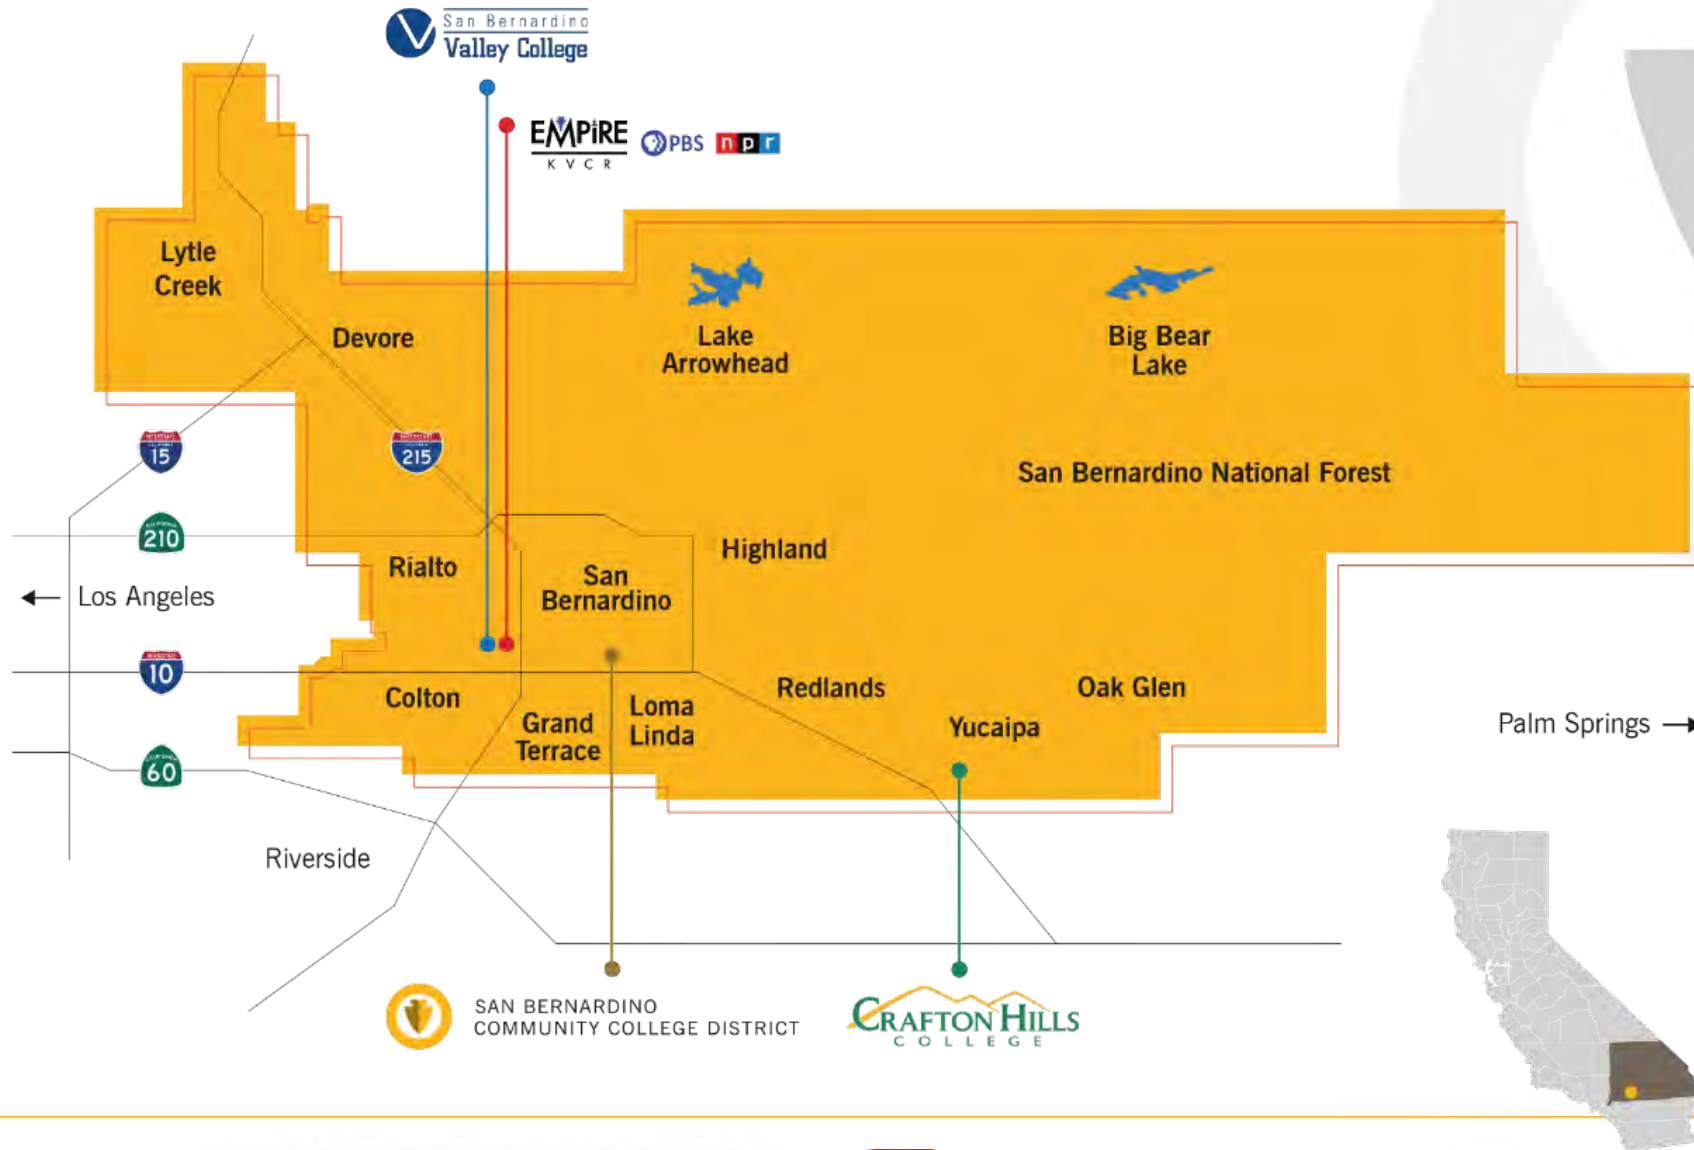 San Bernardino
Valley College
EMPiRE
KVCR
PBS
npr
Lytle
Creek
Devore
Lake
Arrowhead
Big Bear
Lake
15
215
San Bernardino National Forest
210
Highland
Rialto
San
Bernardino
Los Angeles
10
Colton
Redlands
Oak Glen
Grand
Terrace
Loma
Linda
Yucaipa
Palm Springs
60
Riverside
SAN BERNARDINO
COMMUNITY COLLEGE DISTRICT
CRAFTON HILLS
COLLEGE